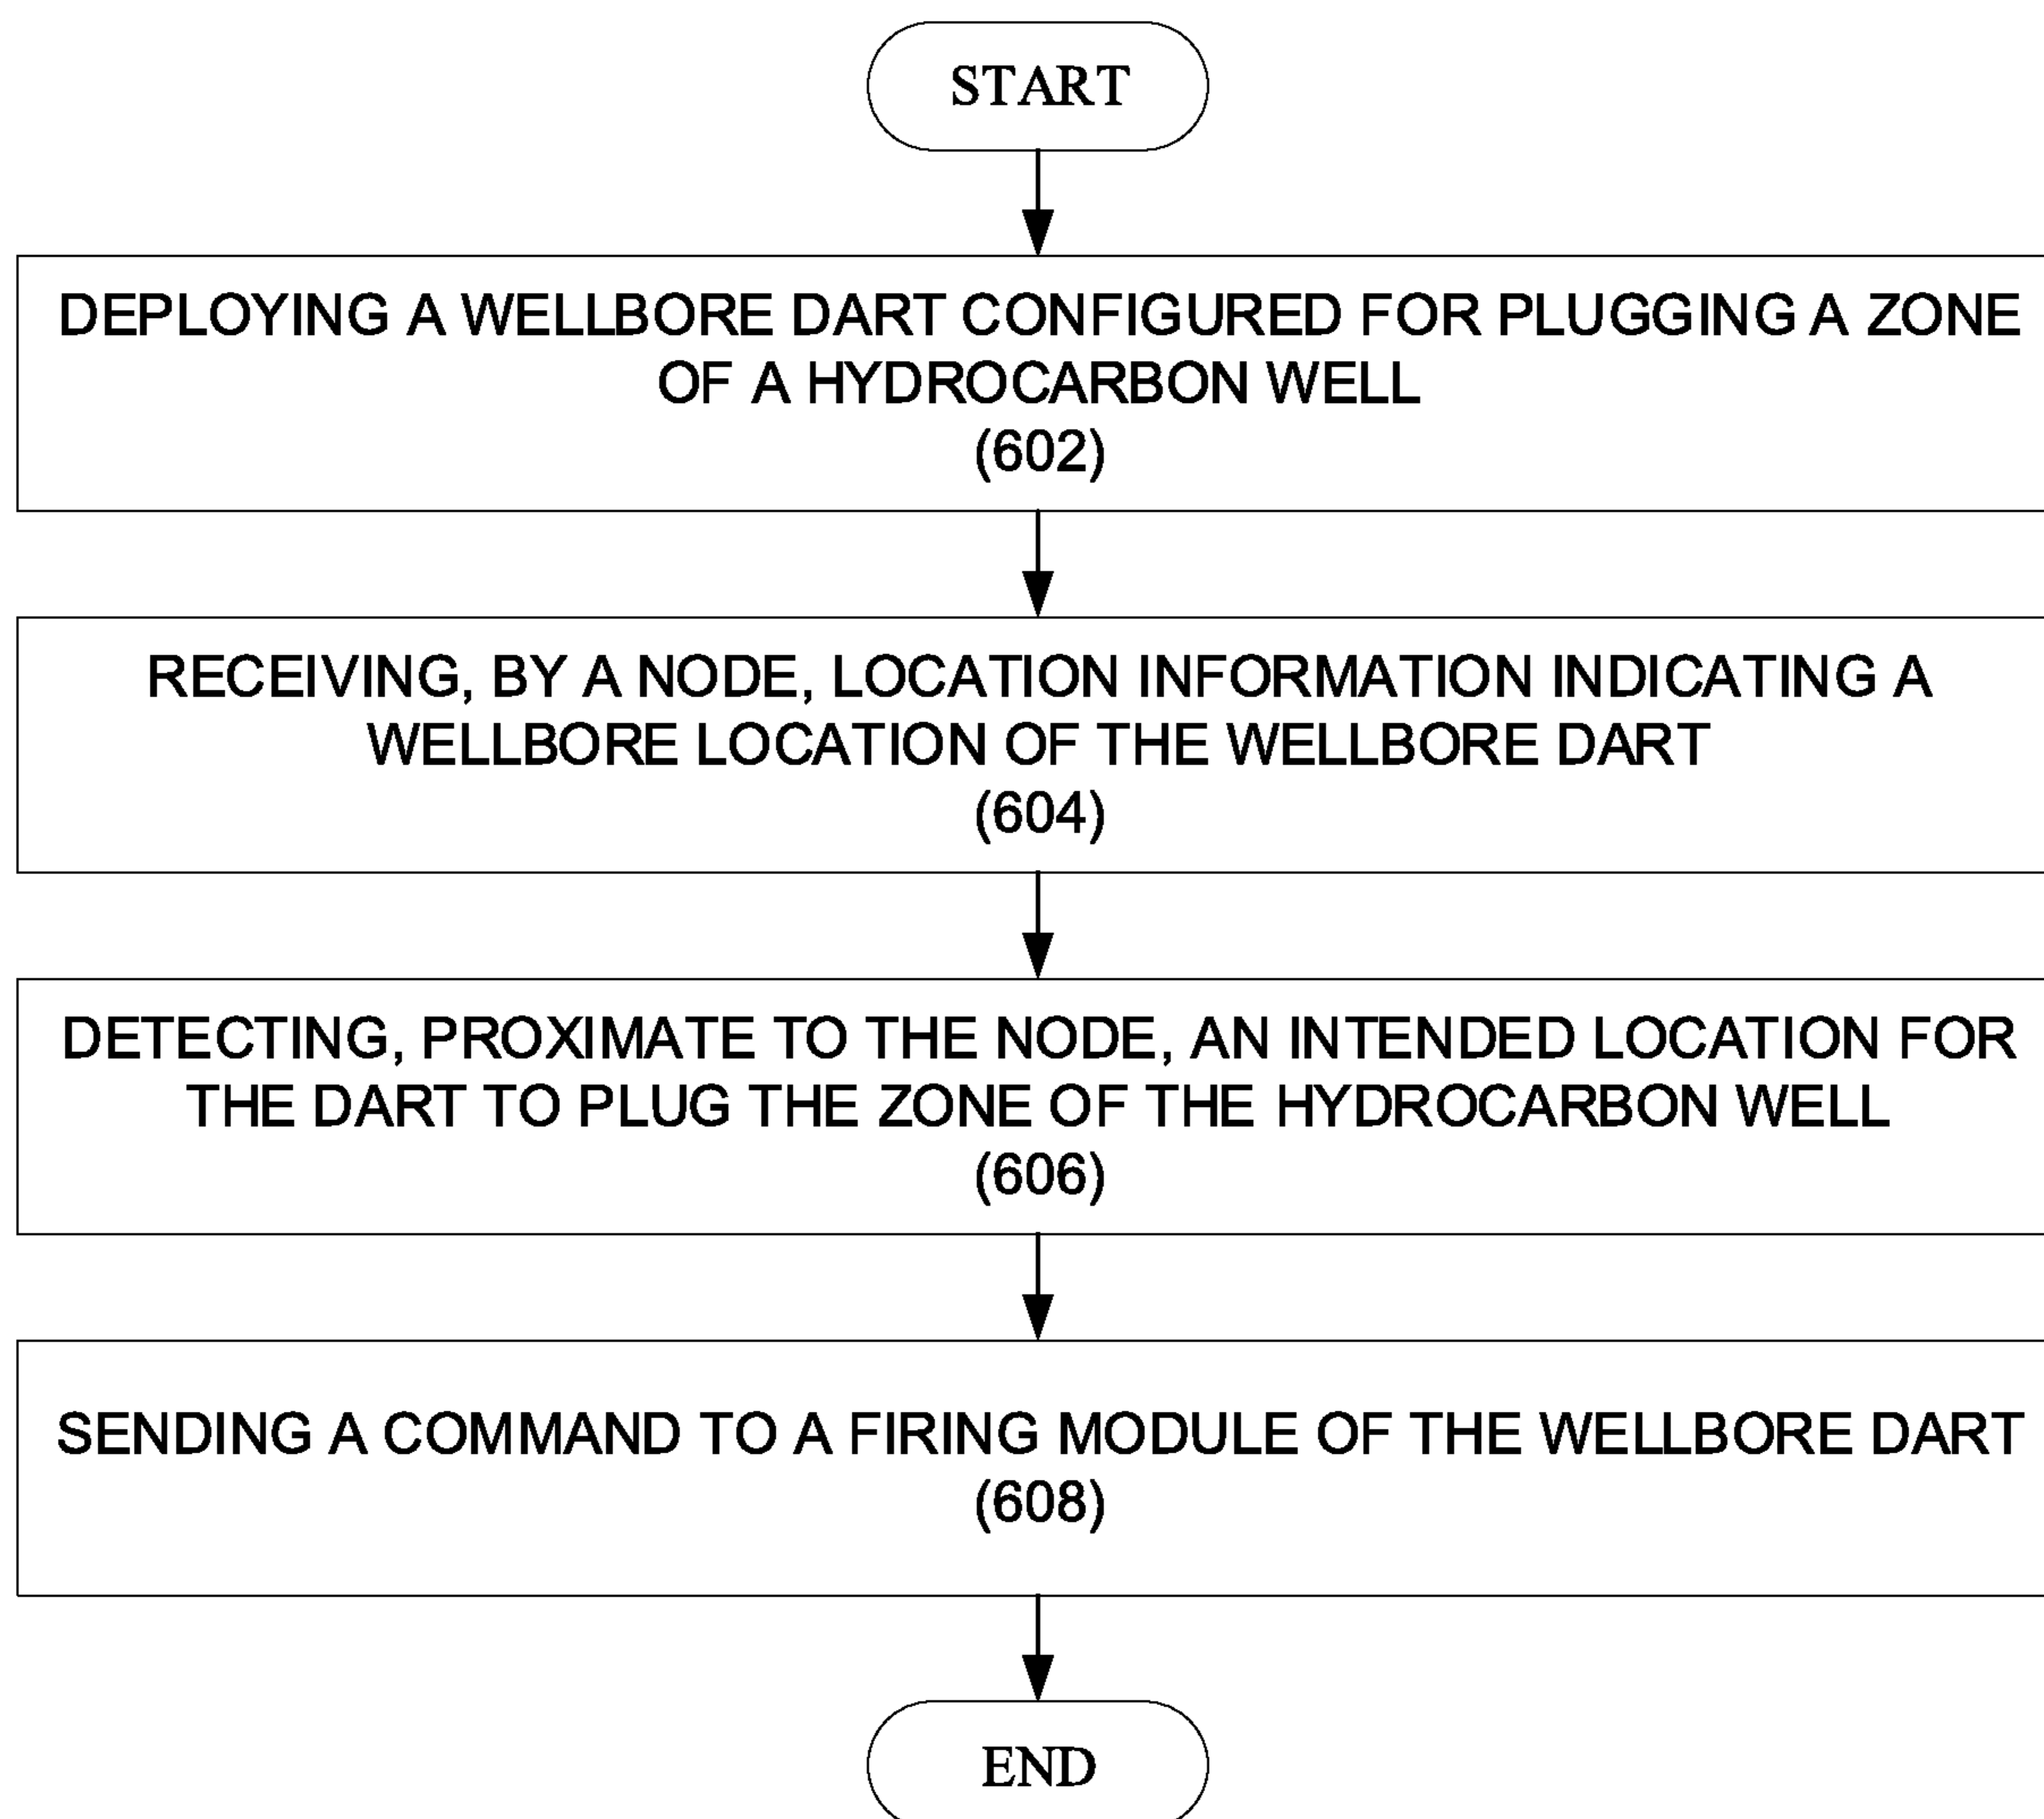 START
DEPLOYING A WELLBORE DART CONFIGURED FOR PLUGGING A ZONE
OF A HYDROCARBON WELL
(602)
RECEIVING, BY A NODE, LOCATION INFORMATION INDICATING A
WELLBORE LOCATION OF THE WELLBORE DART
(604)
DETECTING, PROXIMATE TO THE NODE, AN INTENDED LOCATION FOR
THE DART TO PLUG THE ZONE OF THE HYDROCARBON WELL
(606)
SENDING A COMMAND TO A FIRING MODULE OF THE WELLBORE DART
(608)
END